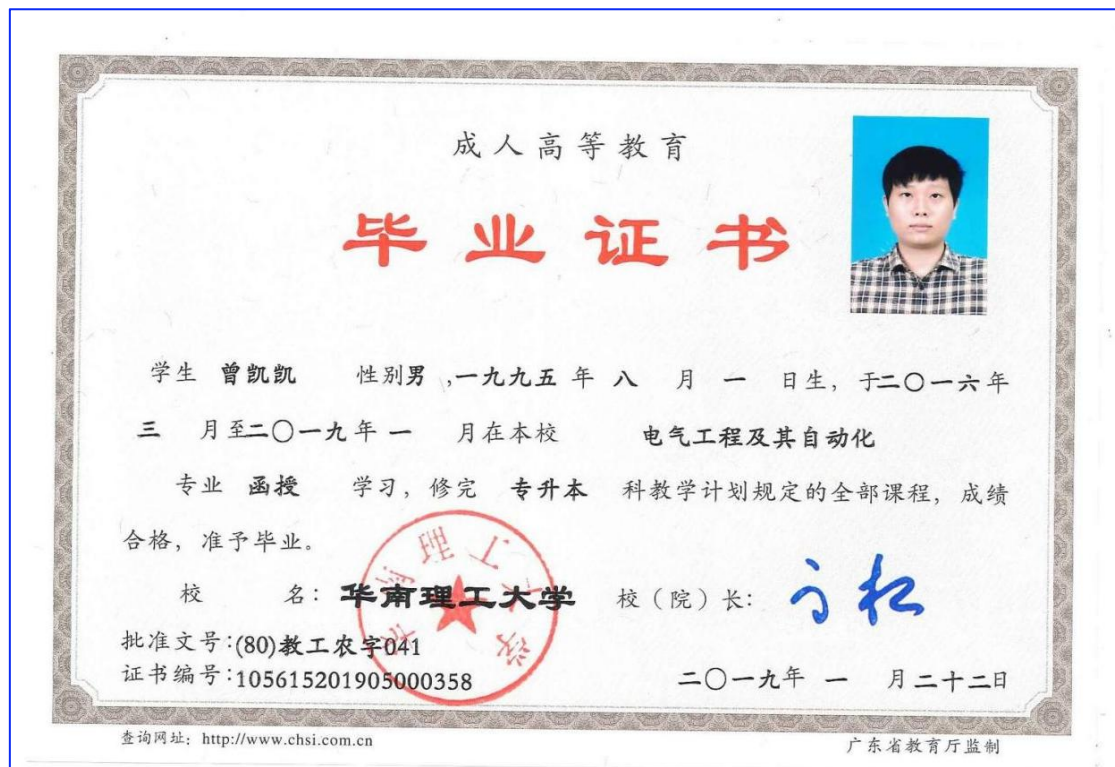 成人高等教育
毕业证书
学生 曾凯凯 性别男,一九九五年 八 月 一 日生,于二〇一六年
三 月至二〇一九年 一 月在本校 电气工程及其自动化
专业 函授 学习,修完 专升本 科教学计划规定的全部课程,成绩
合格,准予毕业。
校 名:华南理工大学 校(院)长:
华南理工大学
批准文号:(80)教工农字041
证书编号:105615201905000358 二〇一九年 一 月二十二日
查询网址:http://www.chsi.com.cn 广东省教育厅监制